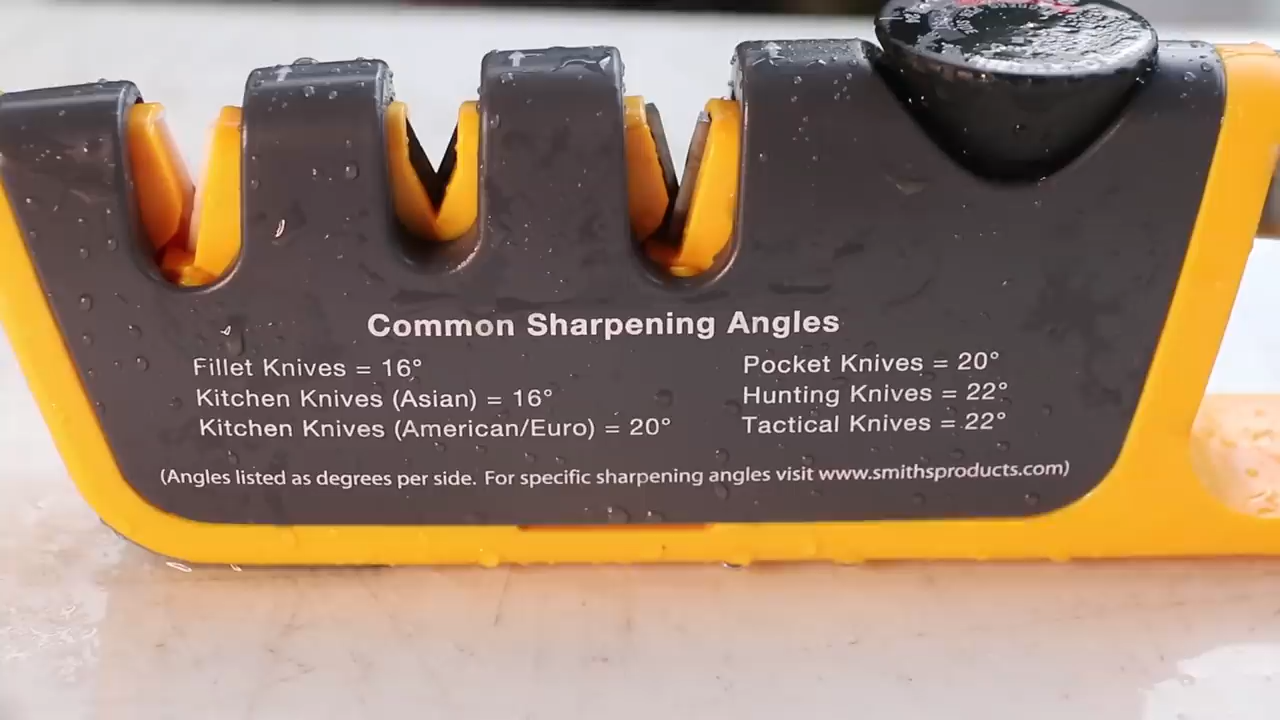 Common Sharpening Angles
Fillet Knives = 16°
Kitchen Knives (Asian) = 16°
Kitchen Knives (American/Euro) = 20°
Pocket Knives = 20°
Hunting Knives = 22°
Tactical Knives = 22°
(Angles listed as degrees per side. For specific sharpening angles visit www.smithsproducts.com)